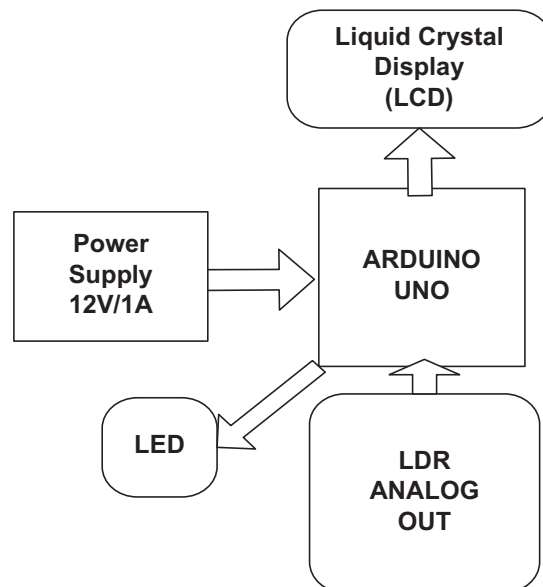 Liquid Crystal
Display
(LCD)
Power
Supply
12V/1A
ARDUINO
UNO
LED
LDR
ANALOG
OUT